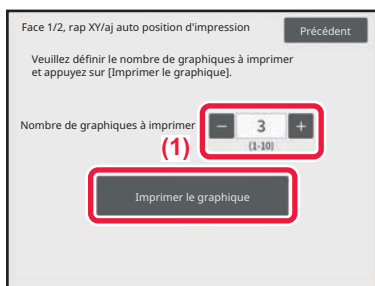 Face 1/2, rap XY/aj auto position d'impression
Précédent
Veuillez définir le nombre de graphiques à imprimer
et appuyez sur [Imprimer le graphique].
Nombre de graphiques à imprimer
− 3 +
(1-10)
(1)
Imprimer le graphique